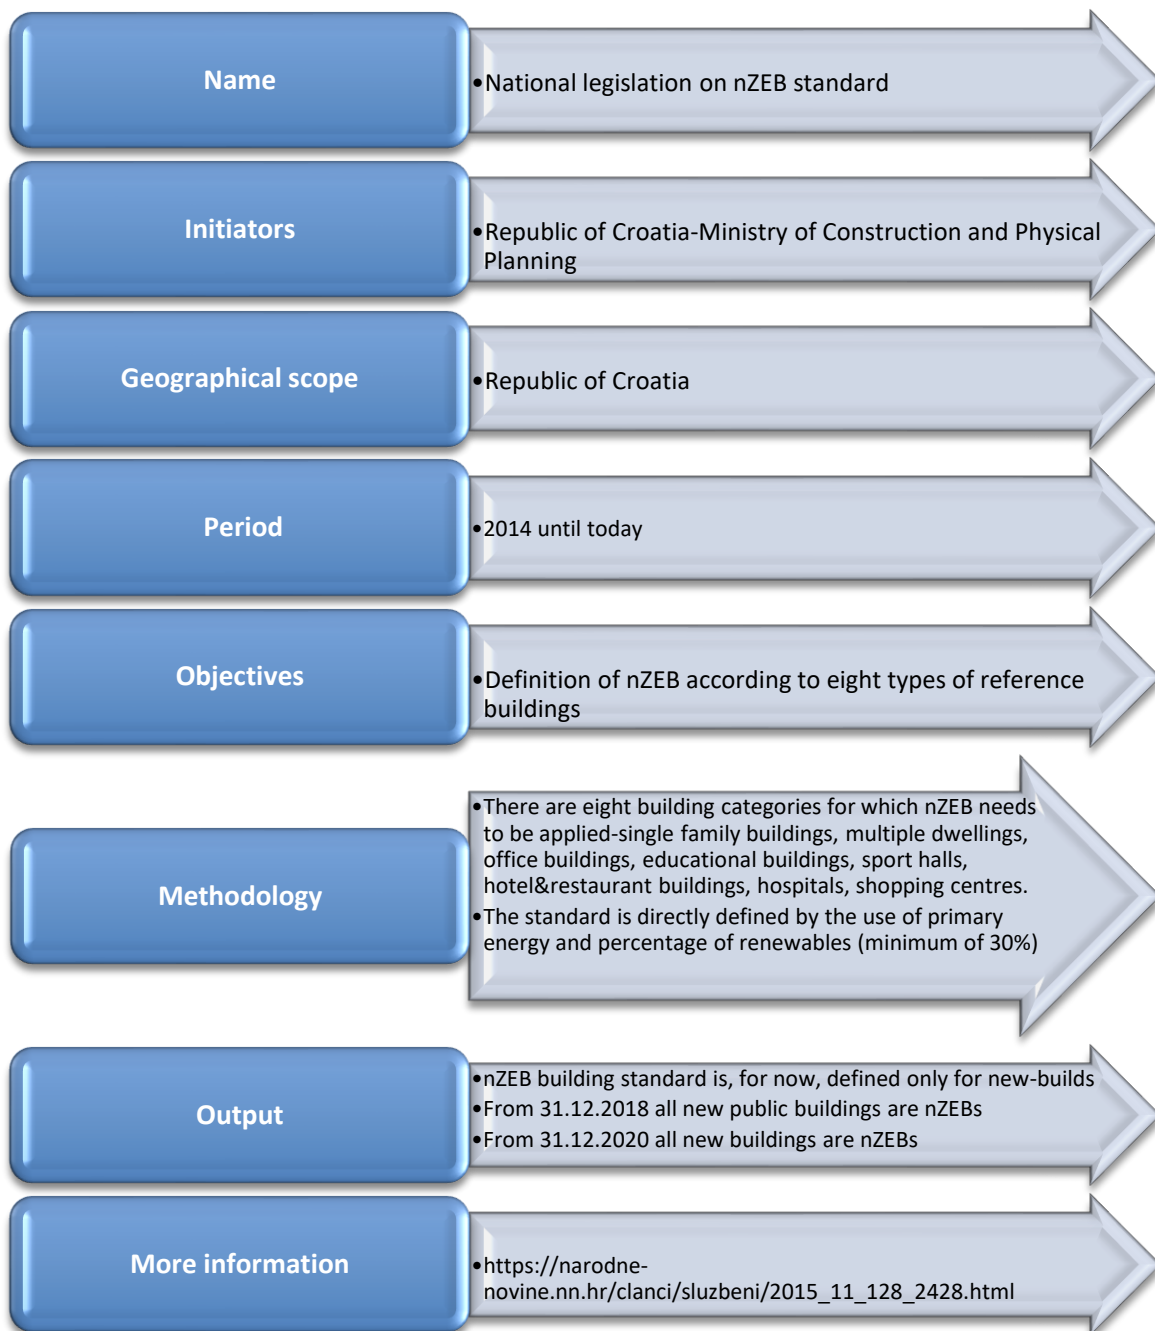 Name
•National legislation on nZEB standard
Initiators
•Republic of Croatia-Ministry of Construction and Physical
Planning
Geographical scope
•Republic of Croatia
Period
•2014 until today
Objectives
•Definition of nZEB according to eight types of reference
buildings
Methodology
•There are eight building categories for which nZEB needs
to be applied-single family buildings, multiple dwellings,
office buildings, educational buildings, sport halls,
hotel&restaurant buildings, hospitals, shopping centres.
•The standard is directly defined by the use of primary
energy and percentage of renewables (minimum of 30%)
Output
•nZEB building standard is, for now, defined only for new-builds
•From 31.12.2018 all new public buildings are nZEBs
•From 31.12.2020 all new buildings are nZEBs
More information
•https://narodne-
novine.nn.hr/clanci/sluzbeni/2015_11_128_2428.html